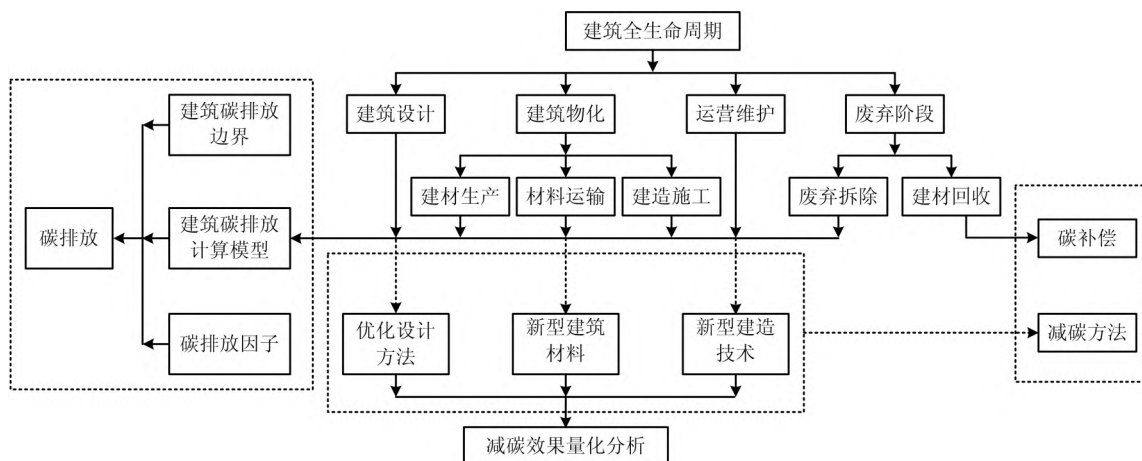 建筑全生命周期
建筑设计
建筑物化
运营维护
废弃阶段
建材生产
材料运输
建造施工
废弃拆除
建材回收
建筑碳排放
边界
碳排放
建筑碳排放
计算模型
碳排放因子
碳补偿
减碳方法
优化设计
方法
新型建筑
材料
新型建造
技术
减碳效果量化分析